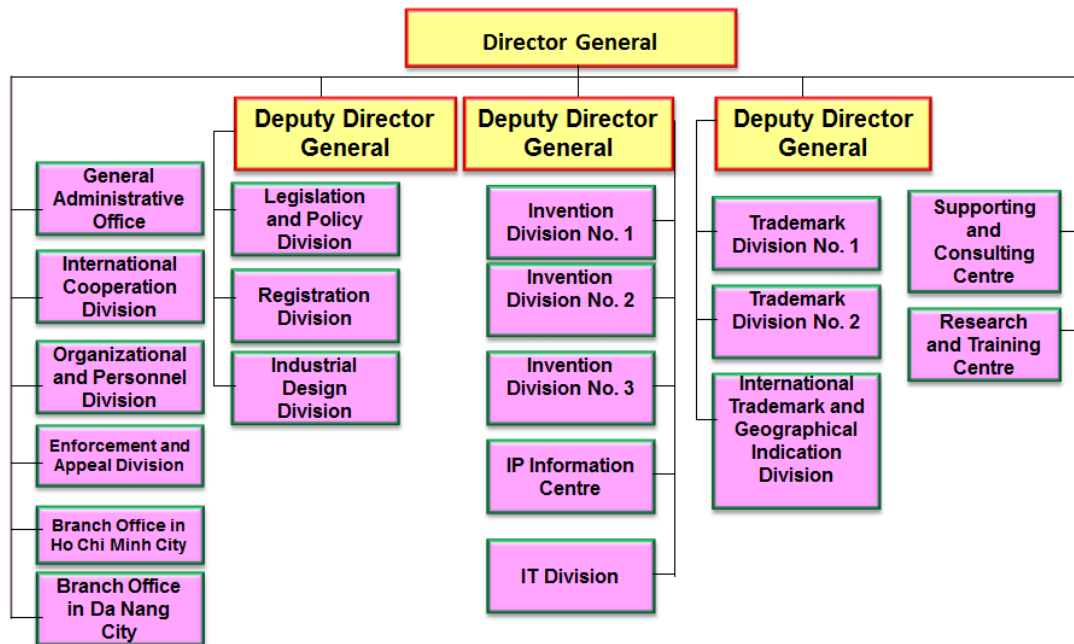 Director General
Deputy Director
General
Deputy Director
General
Deputy Director
General
General
Administrative
Office
International
Cooperation
Division
Organizational
and Personnel
Division
Enforcement and
Appeal Division
Branch Office in
Ho Chi Minh City
Branch Office
in Da Nang
City
Legislation
and Policy
Division
Registration
Division
Industrial
Design
Division
Invention
Division No. 1
Invention
Division No. 2
Invention
Division No. 3
IP Information
Centre
IT Division
Trademark
Division No. 1
Trademark
Division No. 2
International
Trademark and
Geographical
Indication
Division
Supporting
and
Consulting
Centre
Research
and Training
Centre